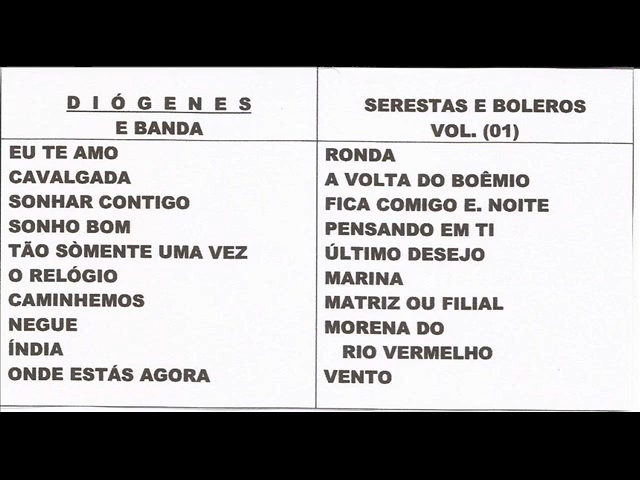 DIÓGENES
E BANDA
EU TE AMO
CAVALGADA
SONHAR CONTIGO
SONHO BOM
TÃO SÒMENTE UMA VEZ
O RELÓGIO
CAMINHEMOS
NEGUE
ÍNDIA
ONDE ESTÁS AGORA
SERESTAS E BOLEROS
VOL. (01)
RONDA
A VOLTA DO BOÊMIO
FICA COMIGO E. NOITE
PENSANDO EM TI
ÚLTIMO DESEJO
MARINA
MATRIZ OU FILIAL
MORENA DO
RIO VERMELHO
VENTO